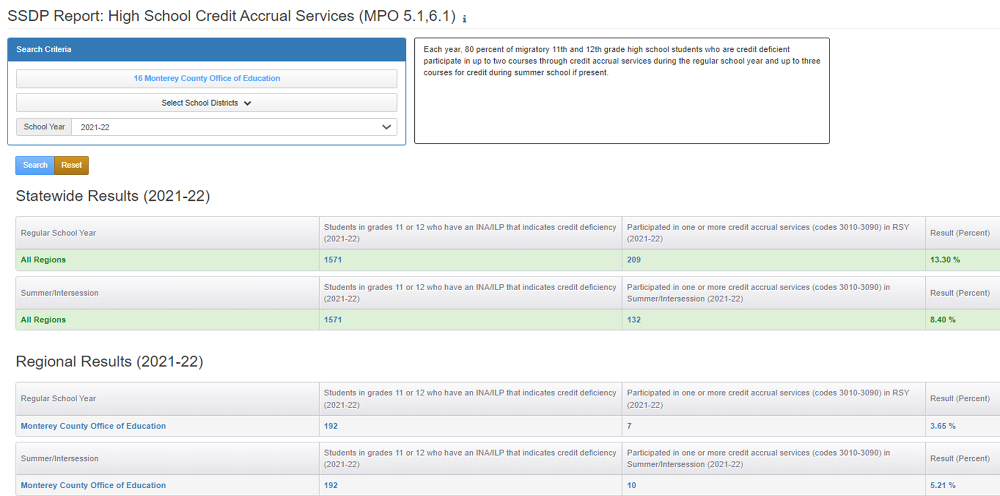 SSDP Report: High School Credit Accrual Services (MPO 5.1,6.1) i
Search Criteria
16 Monterey County Office of Education
Select School Districts
School Year 2021-22
Each year, 80 percent of migratory 11th and 12th grade high school students who are credit deficient
participate in up to two courses through credit accrual services during the regular school year and up to three
courses for credit during summer school if present.
Search Reset
Statewide Results (2021-22)
Regular School Year
Students in grades 11 or 12 who have an INA/ILP that indicates credit deficiency
(2021-22)
Participated in one or more credit accrual services (codes 3010-3090) in RSY
(2021-22)
Result (Percent)
All Regions 1571 209 13.30 %
Summer/Intersession
Students in grades 11 or 12 who have an INA/ILP that indicates credit deficiency
(2021-22)
Participated in one or more credit accrual services (codes 3010-3090) in
Summer/Intersession (2021-22)
Result (Percent)
All Regions 1571 132 8.40 %
Regional Results (2021-22)
Regular School Year
Students in grades 11 or 12 who have an INA/ILP that indicates credit deficiency
(2021-22)
Participated in one or more credit accrual services (codes 3010-3090) in RSY
(2021-22)
Result (Percent)
Monterey County Office of Education 192 7 3.65 %
Summer/Intersession
Students in grades 11 or 12 who have an INA/ILP that indicates credit deficiency
(2021-22)
Participated in one or more credit accrual services (codes 3010-3090) in
Summer/Intersession (2021-22)
Result (Percent)
Monterey County Office of Education 192 10 5.21 %